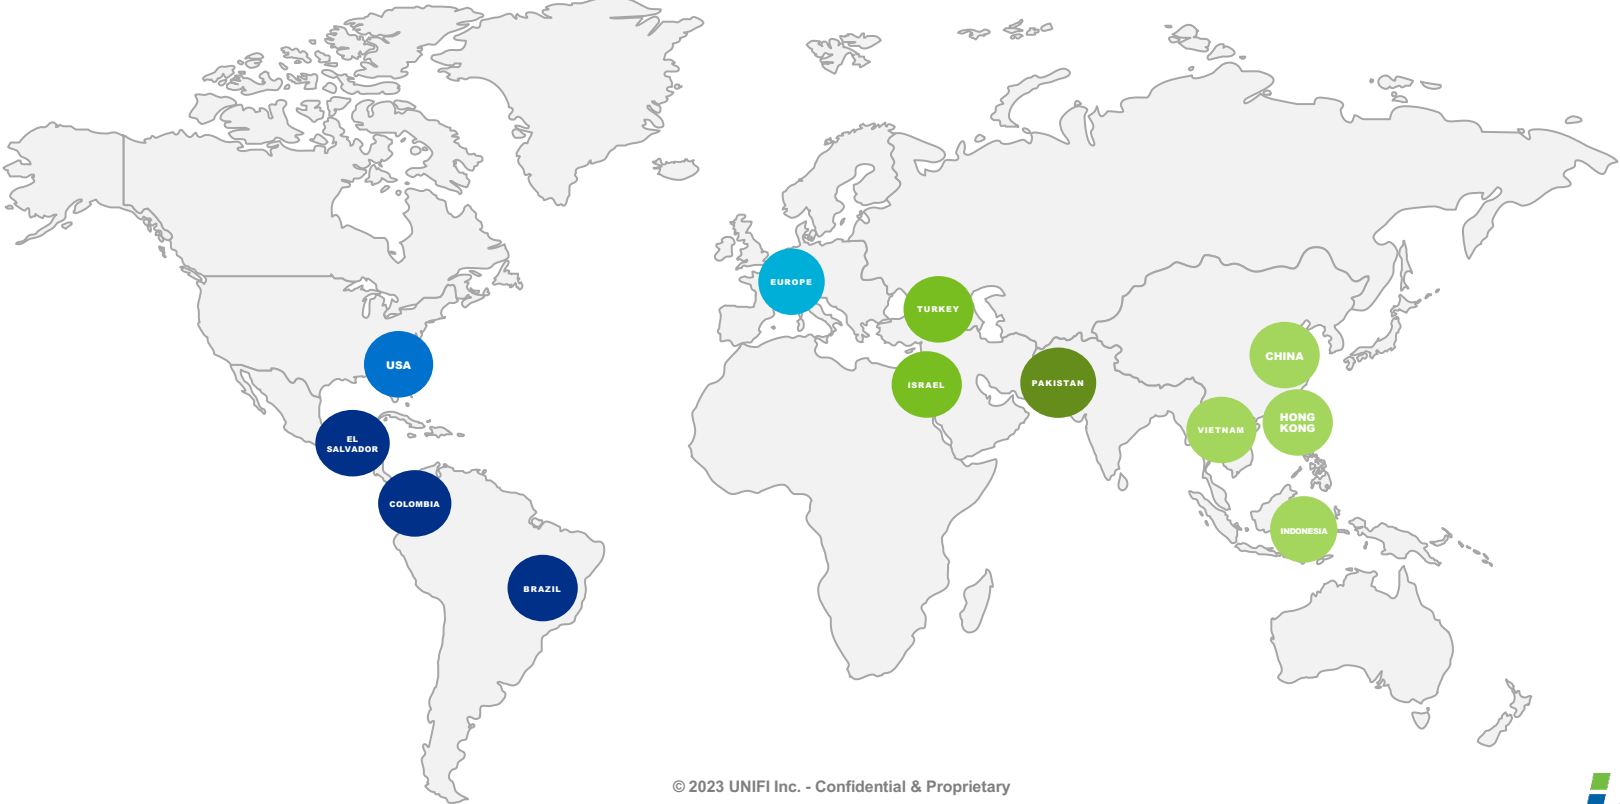 EUROPE
TURKEY
USA
ISRAEL
PAKISTAN
CHINA
EL
SALVADOR
VIETNAM
HONG
KONG
COLOMBIA
INDONESIA
BRAZIL
© 2023 UNIFI Inc. - Confidential & Proprietary